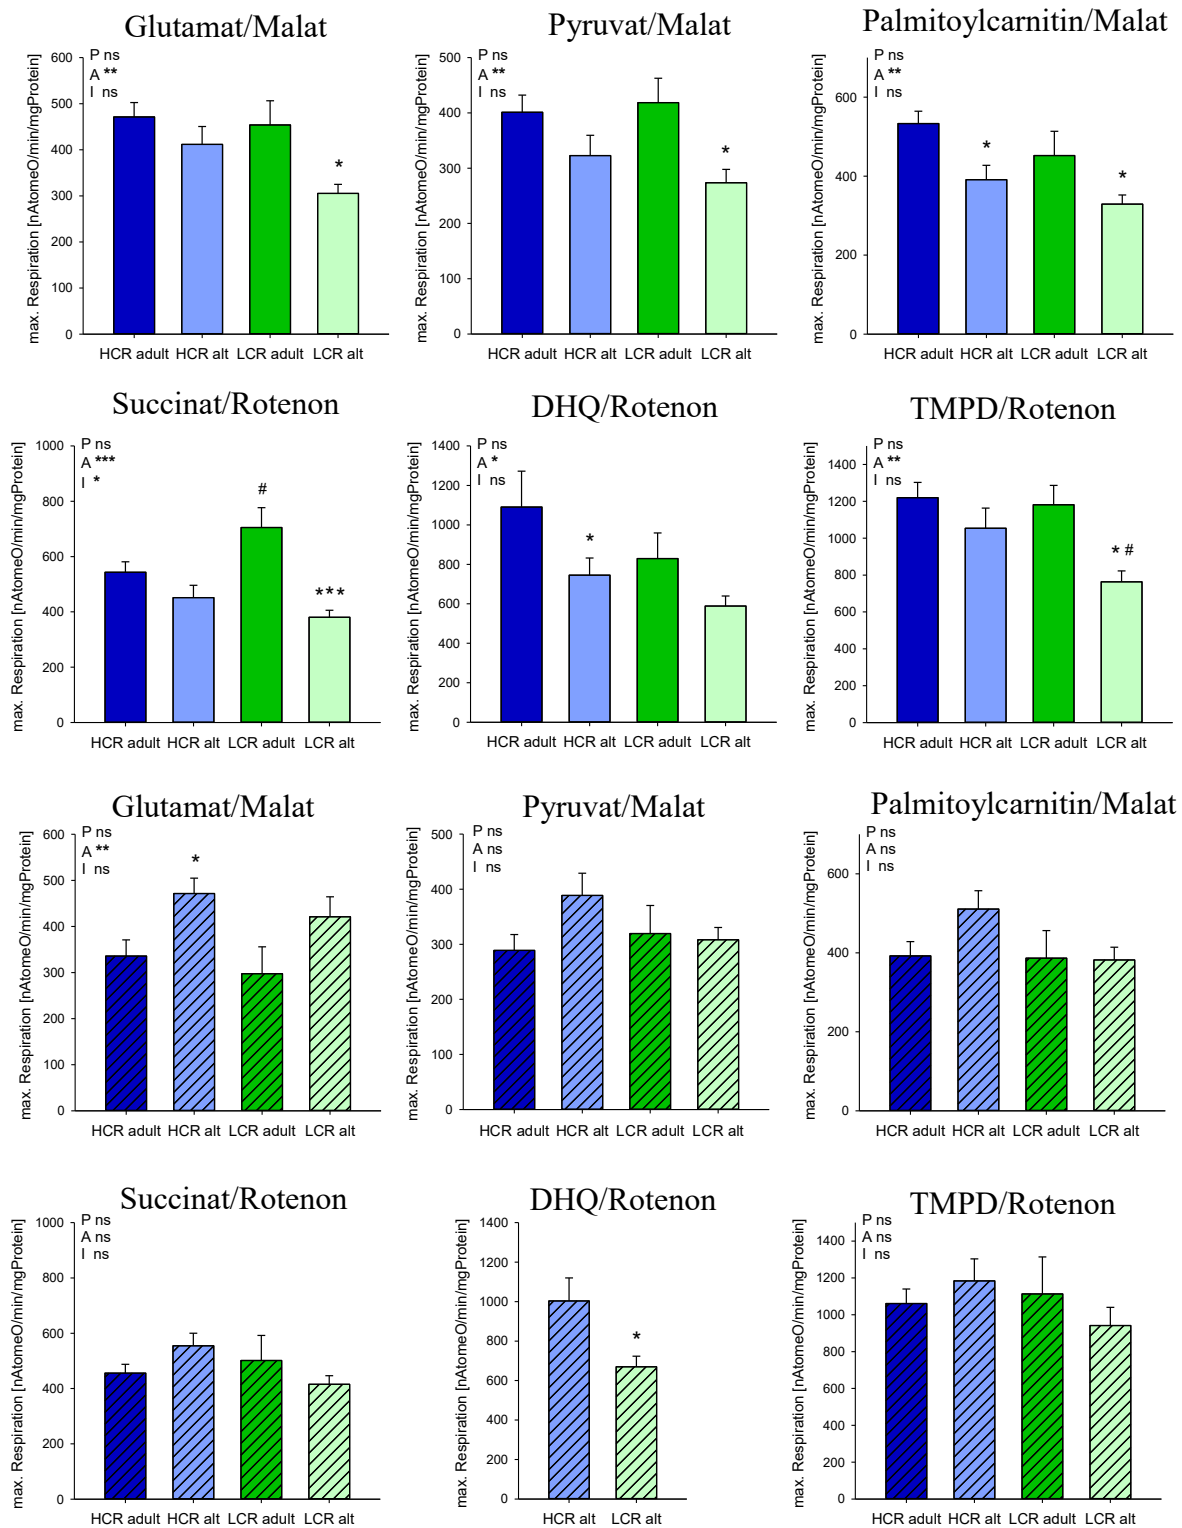 Glutamat/Malat
P ns
A **
I ns
max. Respiration [nAtomeO/min/mgProtein]
600
500
400
300
200
100
0
*
HCR adult HCR alt LCR adult LCR alt
Pyruvat/Malat
P ns
A **
I ns
max. Respiration [nAtomeO/min/mgProtein]
500
400
300
200
100
0
*
HCR adult HCR alt LCR adult LCR alt
Palmitoylcarnitin/Malat
P ns
A **
I ns
max. Respiration [nAtomeO/min/mgProtein]
600
400
200
0
* *
HCR adult HCR alt LCR adult LCR alt
Succinat/Rotenon
P ns
A ***
I *
max. Respiration [nAtomeO/min/mgProtein]
1000
800
600
400
200
0
# ***
HCR adult HCR alt LCR adult LCR alt
DHQ/Rotenon
P ns
A *
I ns
max. Respiration [nAtomeO/min/mgProtein]
1400
1200
1000
800
600
400
200
0
*
HCR adult HCR alt LCR adult LCR alt
TMPD/Rotenon
P ns
A **
I ns
max. Respiration [nAtomeO/min/mgProtein]
1400
1200
1000
800
600
400
200
0
* #
HCR adult HCR alt LCR adult LCR alt
Glutamat/Malat
P ns
A **
I ns
max. Respiration [nAtomeO/min/mgProtein]
600
500
400
300
200
100
0
*
HCR adult HCR alt LCR adult LCR alt
Pyruvat/Malat
P ns
A ns
I ns
max. Respiration [nAtomeO/min/mgProtein]
500
400
300
200
100
0
HCR adult HCR alt LCR adult LCR alt
Palmitoylcarnitin/Malat
P ns
A ns
I ns
max. Respiration [nAtomeO/min/mgProtein]
600
400
200
0
HCR adult HCR alt LCR adult LCR alt
Succinat/Rotenon
P ns
A ns
I ns
max. Respiration [nAtomeO/min/mgProtein]
1000
800
600
400
200
0
HCR adult HCR alt LCR adult LCR alt
DHQ/Rotenon
max. Respiration [nAtomeO/min/mgProtein]
1400
1200
1000
800
600
400
200
0
*
HCR alt LCR alt
TMPD/Rotenon
P ns
A ns
I ns
max. Respiration [nAtomeO/min/mgProtein]
1400
1200
1000
800
600
400
200
0
HCR adult HCR alt LCR adult LCR alt